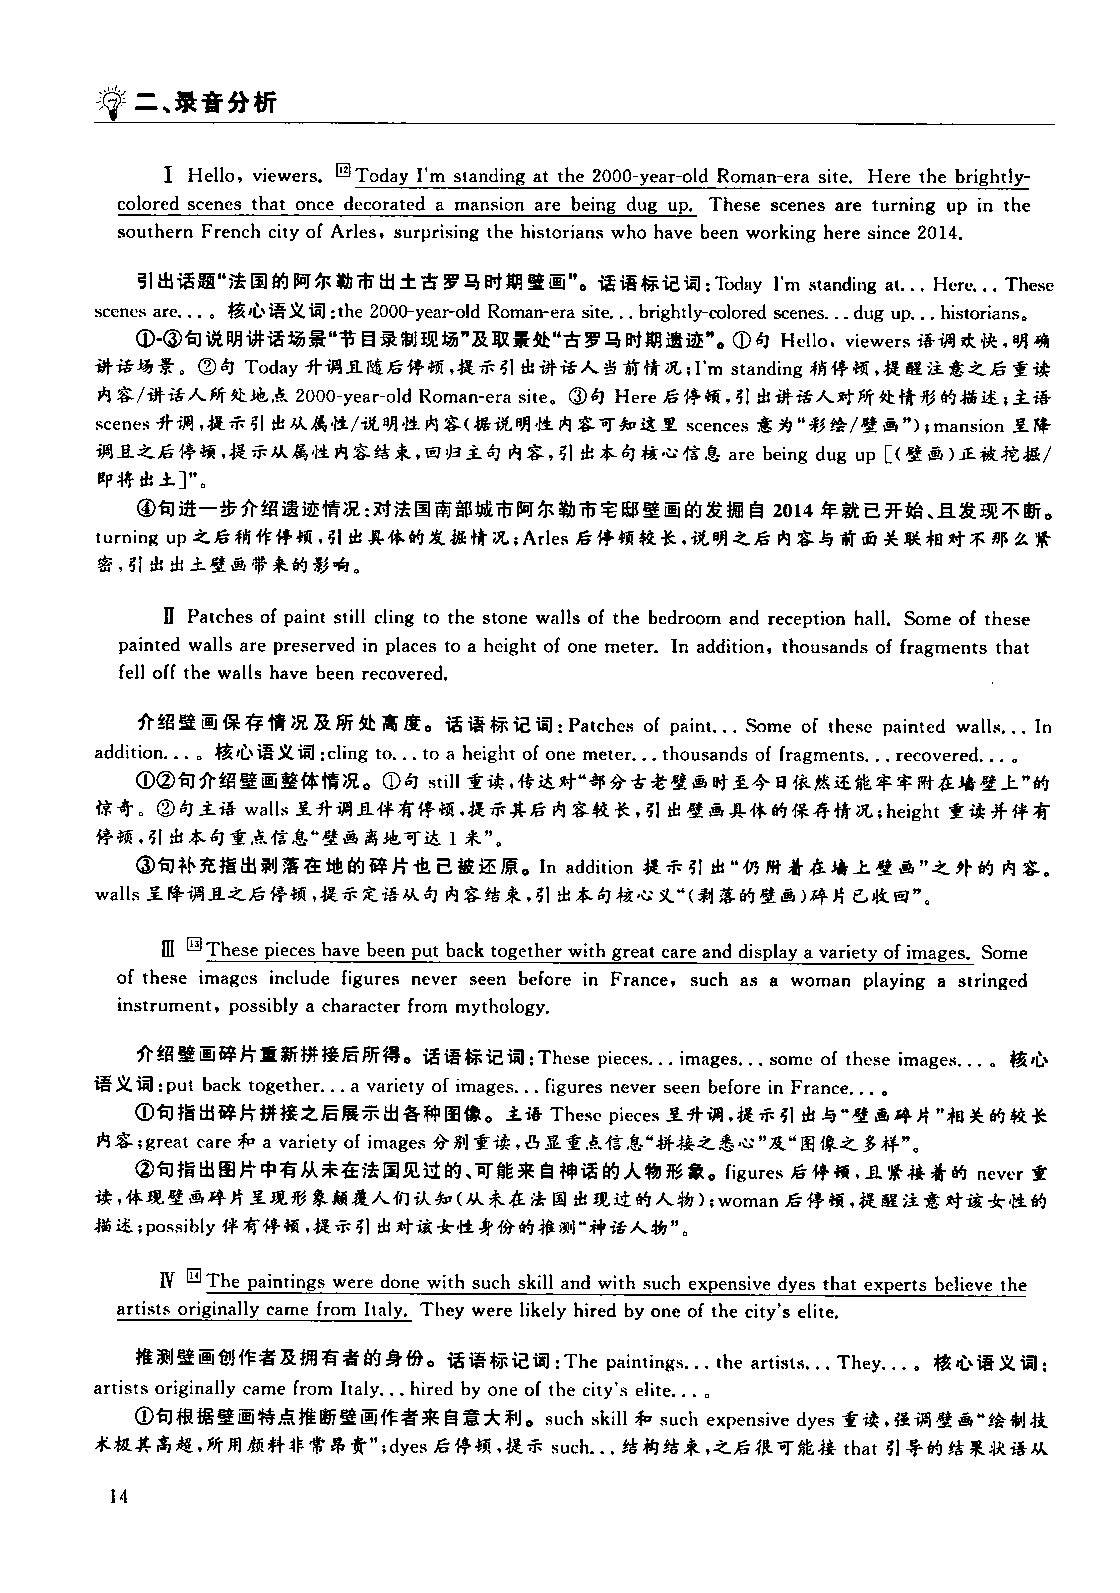 二、录音分析
Ⅰ Hello, viewers. [12]Today I'm standing at the 2000-year-old Roman-era site. Here the brightly-
colored scenes that once decorated a mansion are being dug up. These scenes are turning up in the
southern French city of Arles, surprising the historians who have been working here since 2014.
引出话题“法国的阿尔勒市出土古罗马时期壁画”。话语标记词:Today I'm standing at... Here... These
scenes are...。核心语义词:the 2000-year-old Roman-era site... brightly-colored scenes... dug up... historians。
①-③句说明讲话场景“节目录制现场”及取景处“古罗马时期遗迹”。①句 Hello, viewers 语调欢快,明确
讲话场景。②句 Today 升调且随后停顿,提示引出讲话人当前情况;I'm standing 稍停顿,提醒注意之后重读
内容/讲话人所处地点 2000-year-old Roman-era site。③句 Here 后停顿,引出讲话人对所处情形的描述;主语
scenes 升调,提示引出从属性/说明性内容(据说明性内容可知这里 scences 意为“彩绘/壁画”);mansion 呈降
调且之后停顿,提示从属性内容结束,回归主句内容,引出本句核心信息 are being dug up [(壁画)正被挖掘/
即将出土]”。
④句进一步介绍遗迹情况:对法国南部城市阿尔勒市宅邸壁画的发掘自 2014 年就已开始、且发现不断。
turning up 之后稍作停顿,引出具体的发掘情况;Arles 后停顿较长,说明之后内容与前面关联相对不那么紧
密,引出出土壁画带来的影响。
Ⅱ Patches of paint still cling to the stone walls of the bedroom and reception hall. Some of these
painted walls are preserved in places to a height of one meter. In addition, thousands of fragments that
fell off the walls have been recovered.
介绍壁画保存情况及所处高度。话语标记词:Patches of paint... Some of these painted walls... In
addition...。核心语义词:cling to... to a height of one meter... thousands of fragments... recovered...。
①②句介绍壁画整体情况。①句 still 重读,传达对“部分古老壁画时至今日依然还能牢牢附在墙壁上”的
惊奇。②句主语 walls 呈升调且伴有停顿,提示其后内容较长,引出壁画具体的保存情况;height 重读并伴有
停顿,引出本句重点信息“壁画离地可达 1 米”。
③句补充指出剥落在地的碎片也已被还原。In addition 提示引出“仍附着在墙上壁画”之外的内容。
walls 呈降调且之后停顿,提示定语从句内容结束,引出本句核心义“(剥落的壁画)碎片已收回”。
Ⅲ [13]These pieces have been put back together with great care and display a variety of images. Some
of these images include figures never seen before in France, such as a woman playing a stringed
instrument, possibly a character from mythology.
介绍壁画碎片重新拼接后所得。话语标记词:These pieces... images... some of these images...。核心
语义词:put back together... a variety of images... figures never seen before in France...。
①句指出碎片拼接之后展示出各种图像。主语 These pieces 呈升调,提示引出与“壁画碎片”相关的较长
内容;great care 和 a variety of images 分别重读,凸显重点信息“拼接之悉心”及“图像之多样”。
②句指出图片中有从未在法国见过的、可能来自神话的人物形象。figures 后停顿,且紧接着的 never 重
读,体现壁画碎片呈现形象颠覆人们认知(从未在法国出现过的人物);woman 后停顿,提醒注意对该女性的
描述;possibly 伴有停顿,提示引出对该女性身份的推测“神话人物”。
Ⅳ [14]The paintings were done with such skill and with such expensive dyes that experts believe the
artists originally came from Italy. They were likely hired by one of the city's elite.
推测壁画创作者及拥有者的身份。话语标记词:The paintings... the artists... They...。核心语义词:
artists originally came from Italy... hired by one of the city's elite...。
①句根据壁画特点推断壁画作者来自意大利。such skill 和 such expensive dyes 重读,强调壁画“绘制技
术极其高超,所用颜料非常昂贵”;dyes 后停顿,提示 such... 结构结束,之后很可能接 that 引导的结果状语从
14